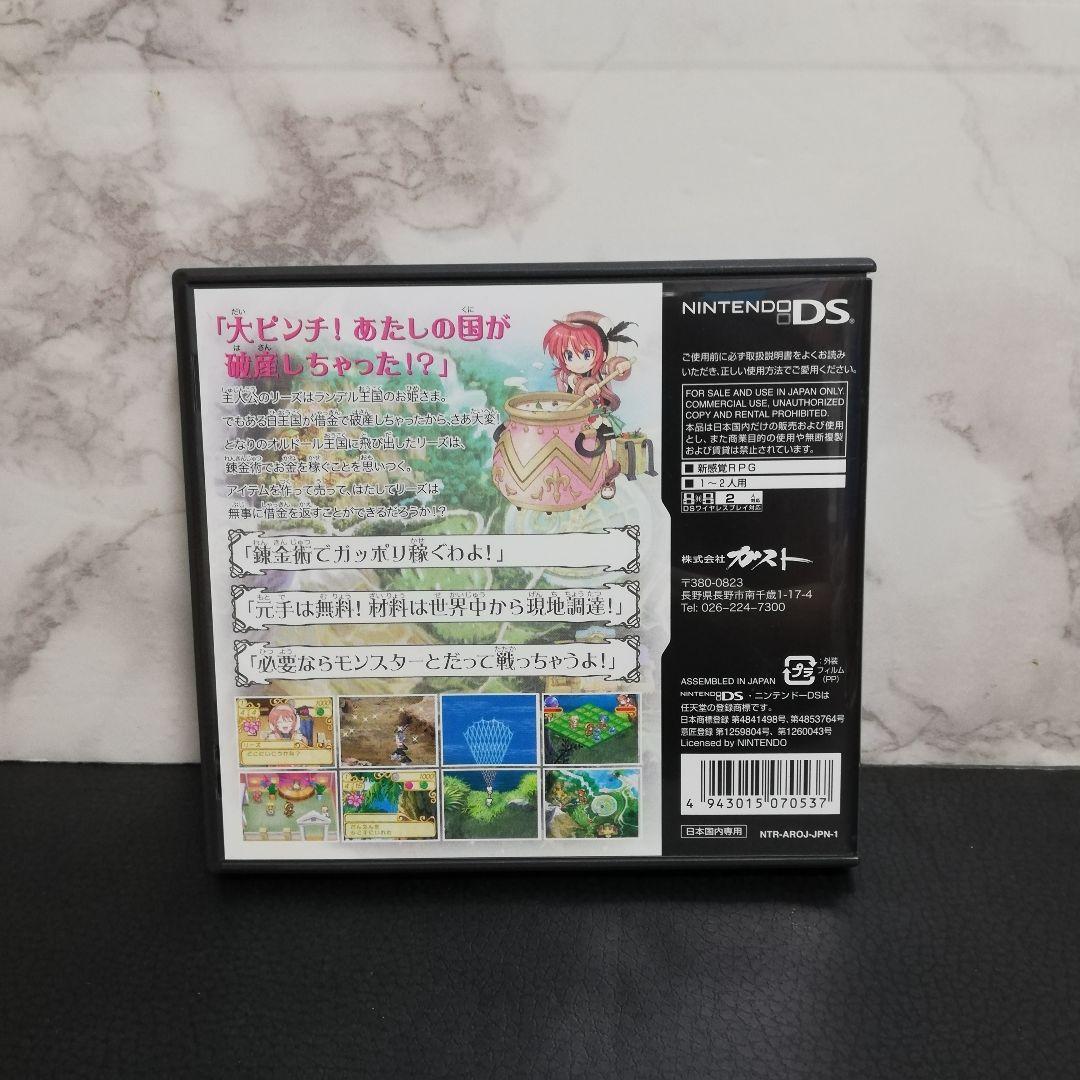 「大ピンチ！あたしの国が
破産しちゃった！？」
主人公のリーズはランデル王国のお姫さま。
でもある日王国が借金で破産しちゃったから、さあ大変！
となりのオルドール王国に飛び出したリーズは、
錬金術でお金を稼ぐことを思いつく。
アイテムを作って売って、はたしてリーズは
無事に借金を返すことができるだろうか！？
「錬金術でガッポリ稼ぐわよ！」
「元手は無料！材料は世界中から現地調達！」
「必要ならモンスターとだって戦っちゃうよ！」
リーズ
どこにいこうかな？
1000
4/15
NINTENDO DS®
ご使用前に必ず取扱説明書をよくお読み
いただき、正しい使用方法でご愛用ください。
FOR SALE AND USE IN JAPAN ONLY.
COMMERCIAL USE, UNAUTHORIZED
COPY AND RENTAL PROHIBITED.
本品は日本国内だけの販売および使用
とし、また商業目的の使用や無断複製
および賃貸は禁止されています。
■ 新感覚RPG
■ 1～2人用
2人対応
DSワイヤレスプレイ対応
株式会社ガスト
〒380-0823
長野県長野市南千歳1-17-4
Tel: 026-224-7300
プラ
：外装
フィルム
(PP)
ASSEMBLED IN JAPAN
NINTENDO DS・ニンテンドーDSは
任天堂の登録商標です。
日本商標登録 第4841498号、第4853764号
意匠登録 第1259804号、第1260043号
Licensed by NINTENDO
4 943015 070537
日本国内専用
NTR-AROJ-JPN-1